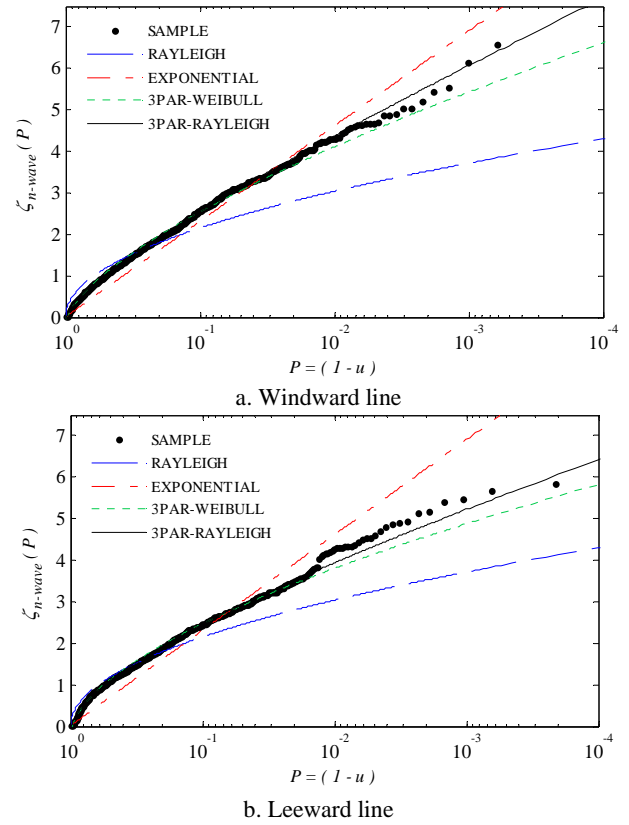 7
6
5
4
3
2
1
0
ζ n-wave (P)
SAMPLE
RAYLEIGH
EXPONENTIAL
3PAR-WEIBULL
3PAR-RAYLEIGH
10^0 10^-1 10^-2 10^-3 10^-4
P = ( 1 - u )
a. Windward line
7
6
5
4
3
2
1
0
ζ n-wave (P)
SAMPLE
RAYLEIGH
EXPONENTIAL
3PAR-WEIBULL
3PAR-RAYLEIGH
10^0 10^-1 10^-2 10^-3 10^-4
P = ( 1 - u )
b. Leeward line